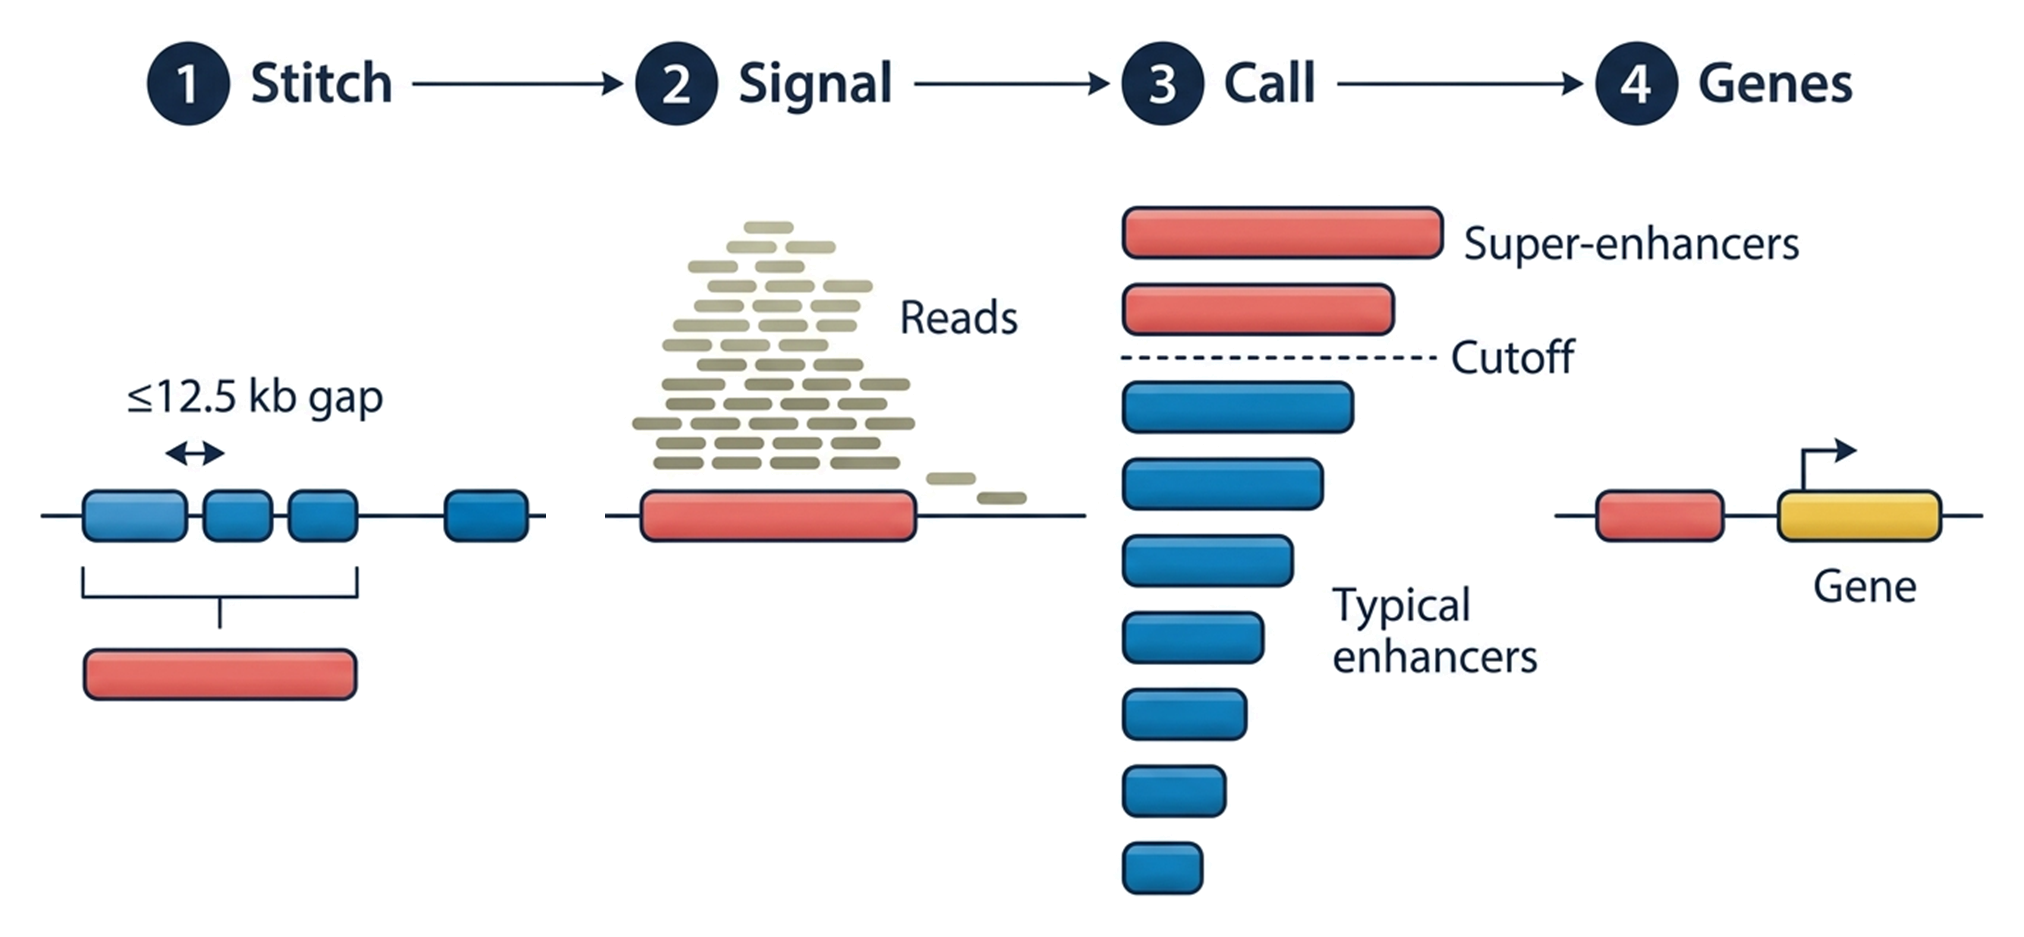 1 Stitch
2 Signal
3 Call
4 Genes
≤12.5 kb gap
Reads
Super-enhancers
Cutoff
Typical
enhancers
Gene